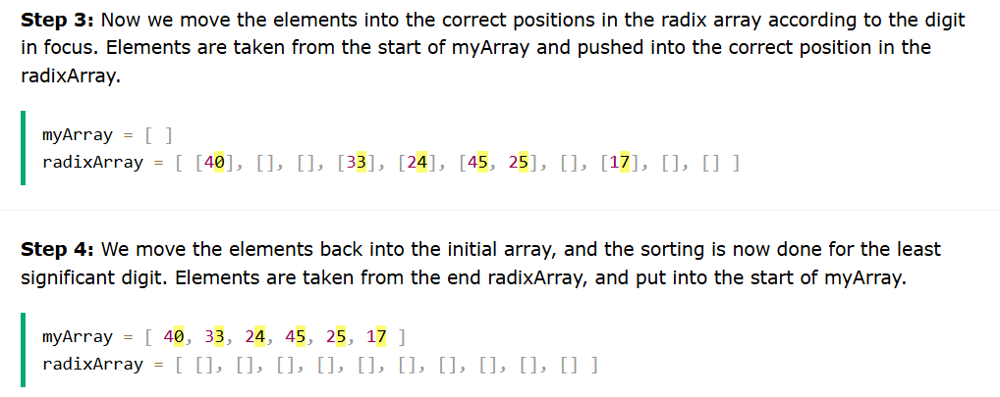 Step 3: Now we move the elements into the correct positions in the radix array according to the digit
in focus. Elements are taken from the start of myArray and pushed into the correct position in the
radixArray.
myArray = [ ]
radixArray = [ [40], [], [], [33], [24], [45, 25], [], [17], [], [] ]
Step 4: We move the elements back into the initial array, and the sorting is now done for the least
significant digit. Elements are taken from the end radixArray, and put into the start of myArray.
myArray = [ 40, 33, 24, 45, 25, 17 ]
radixArray = [ [], [], [], [], [], [], [], [], [], [] ]